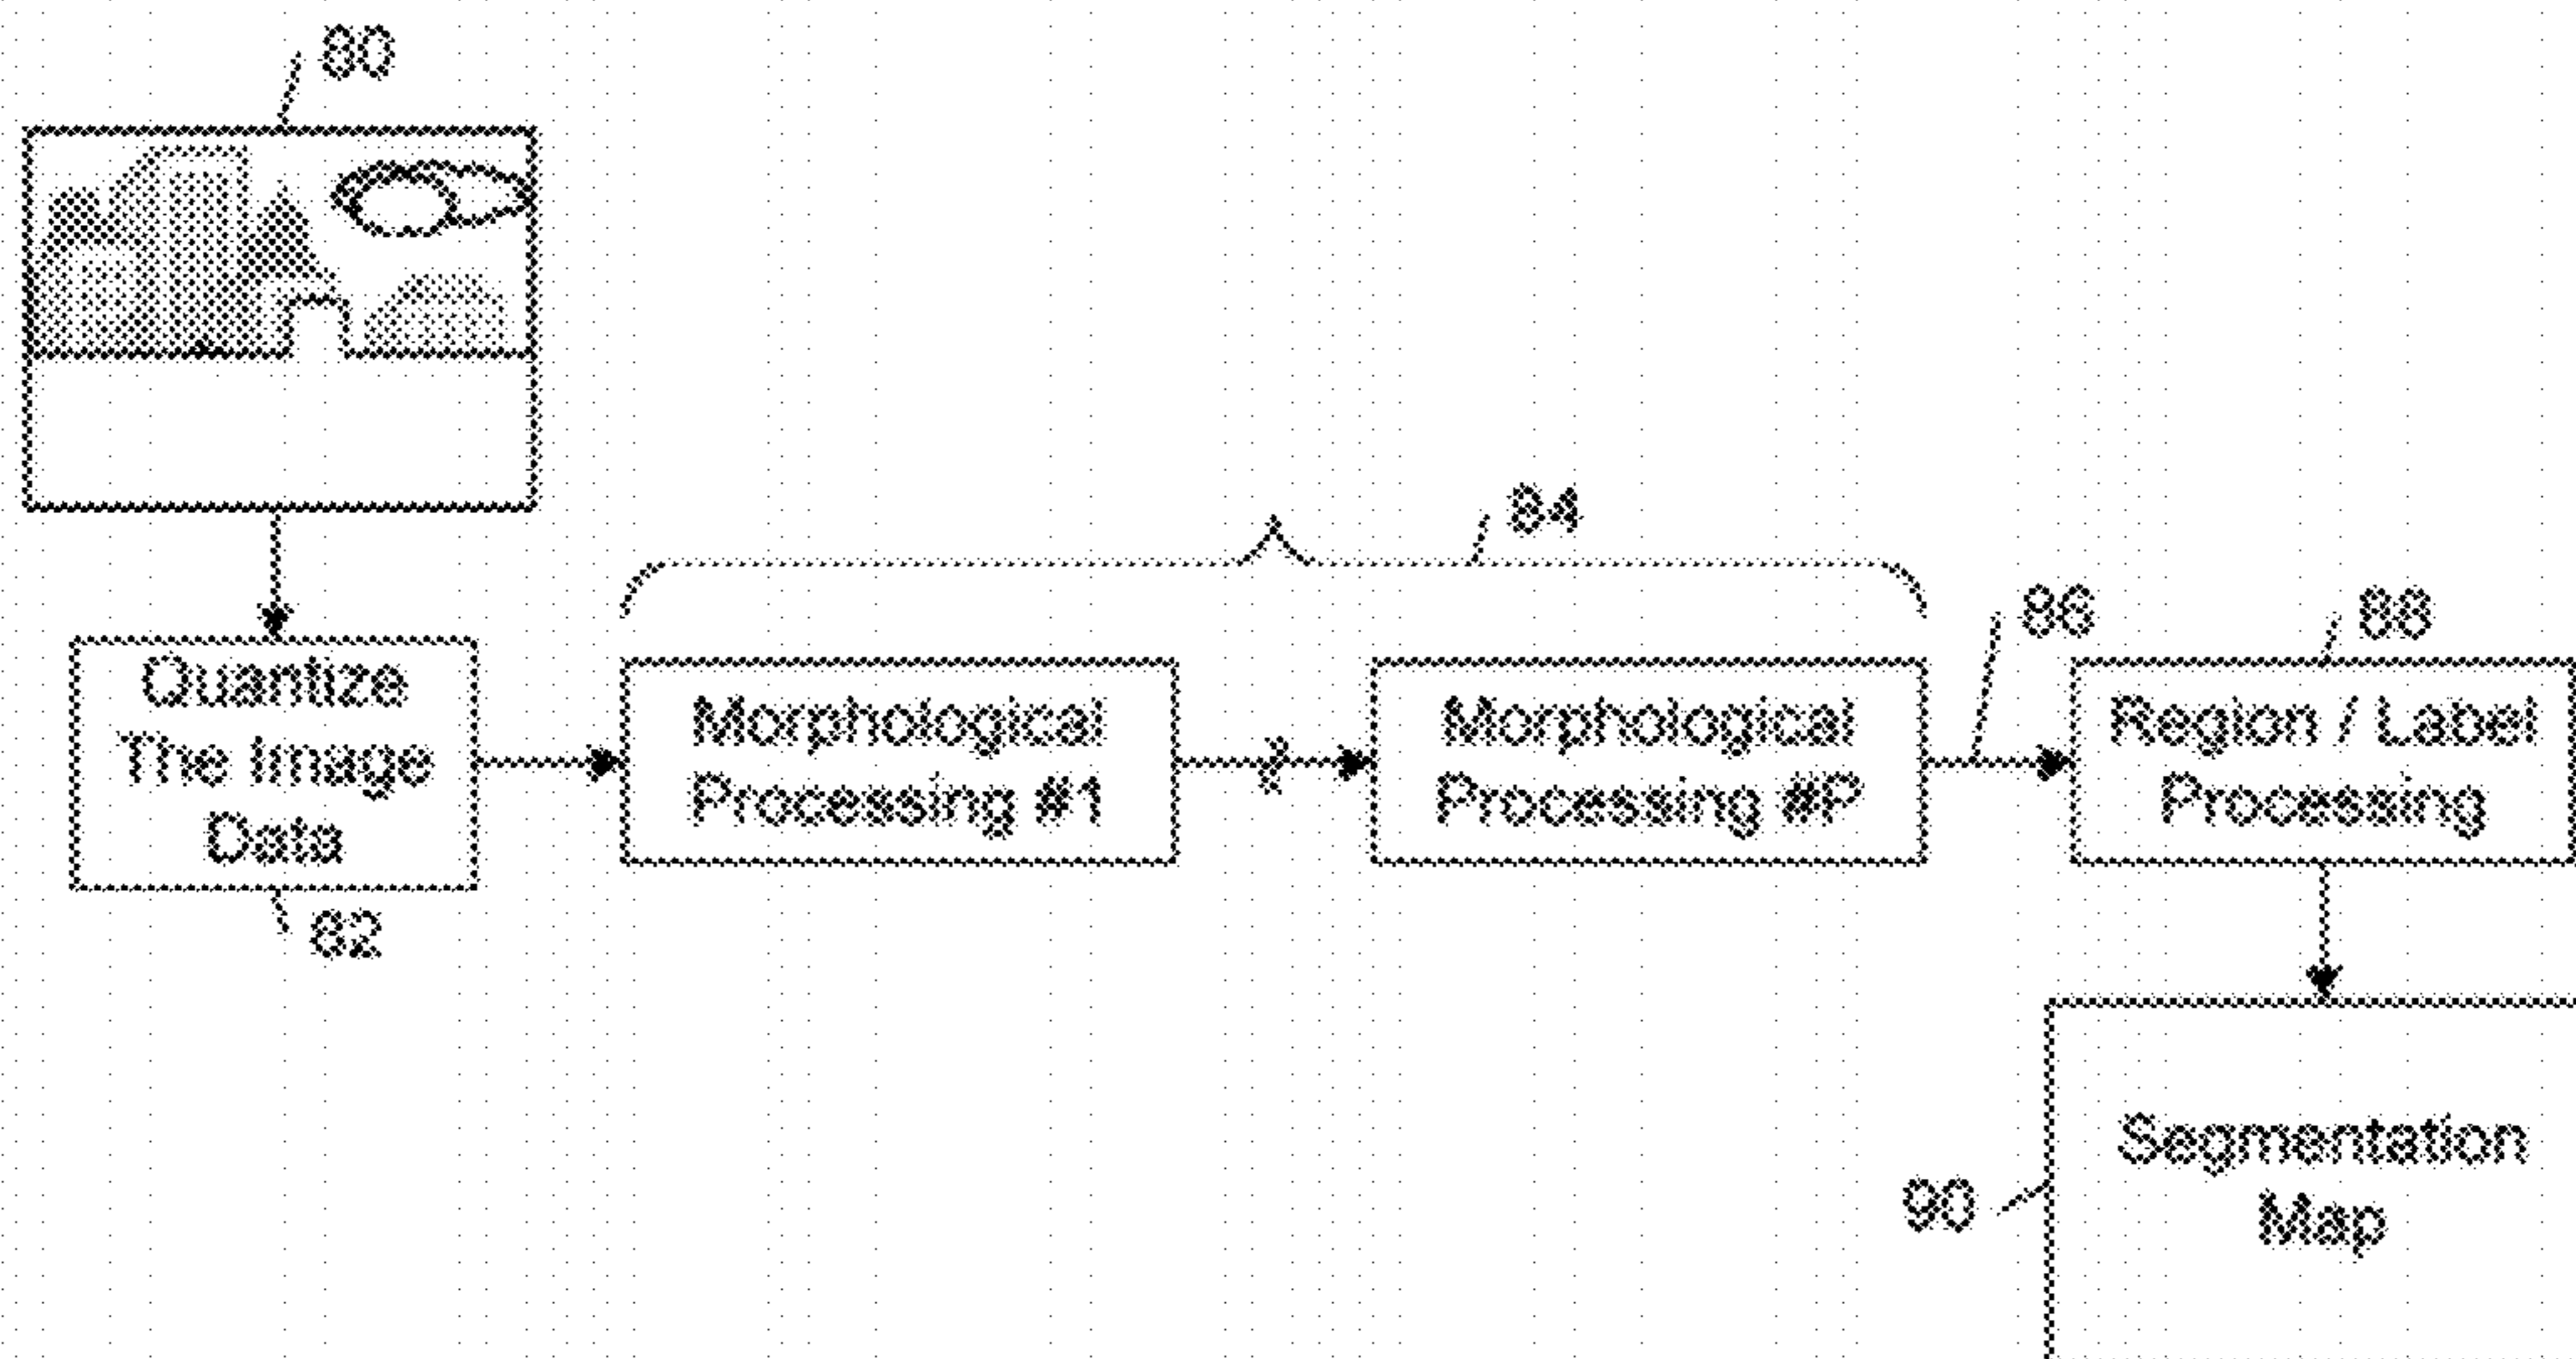 80
84
86
88
Quantize
The Image
Data
Morphological
Processing #1
Morphological
Processing #P
Region / Label
Processing
82
Segmentation
Map
90